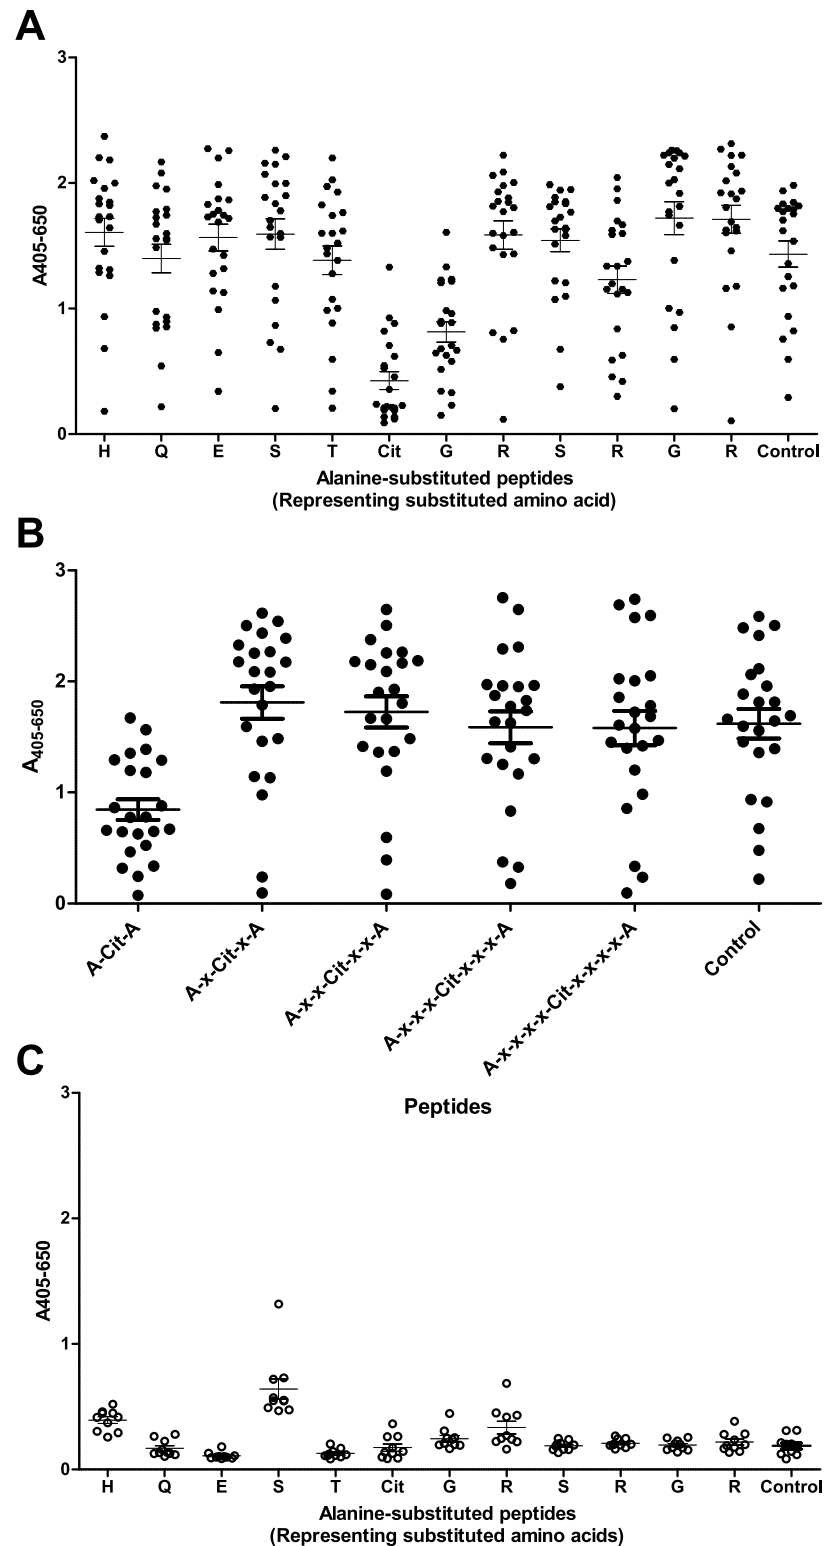 A
3
2
1
0
A405-650
H Q E S T Cit G R S R G R Control
Alanine-substituted peptides
(Representing substituted amino acid)
B
3
2
1
0
A405-650
A-Cit-A
A-x-Cit-x-A
A-x-x-Cit-x-x-A
A-x-x-x-Cit-x-x-x-A
A-x-x-x-x-Cit-x-x-x-x-A
Control
Peptides
C
3
2
1
0
A405-650
H Q E S T Cit G R S R G R Control
Alanine-substituted peptides
(Representing substituted amino acids)